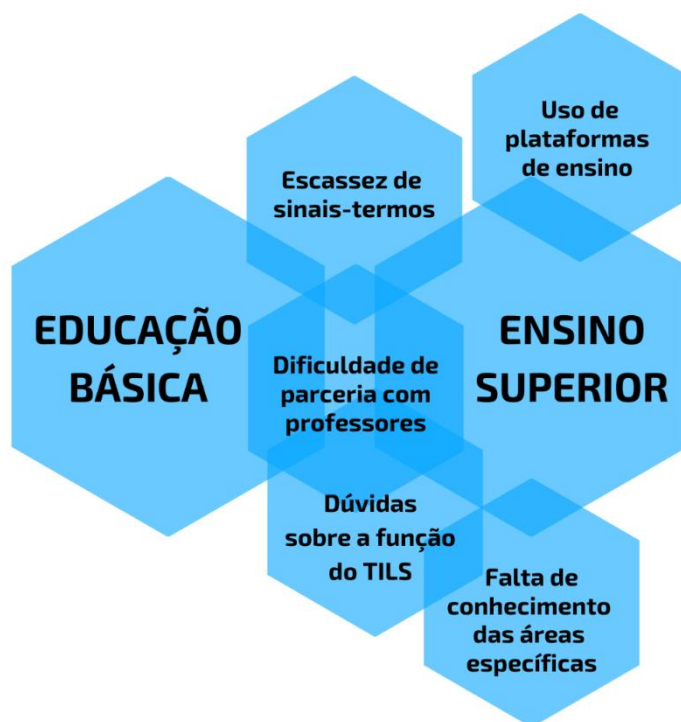 Uso de
plataformas
de ensino
Escassez de
sinais-termos
EDUCAÇÃO
BÁSICA
ENSINO
SUPERIOR
Dificuldade de
parceria com
professores
Dúvidas
sobre a função
do TILS
Falta de
conhecimento
das áreas
específicas